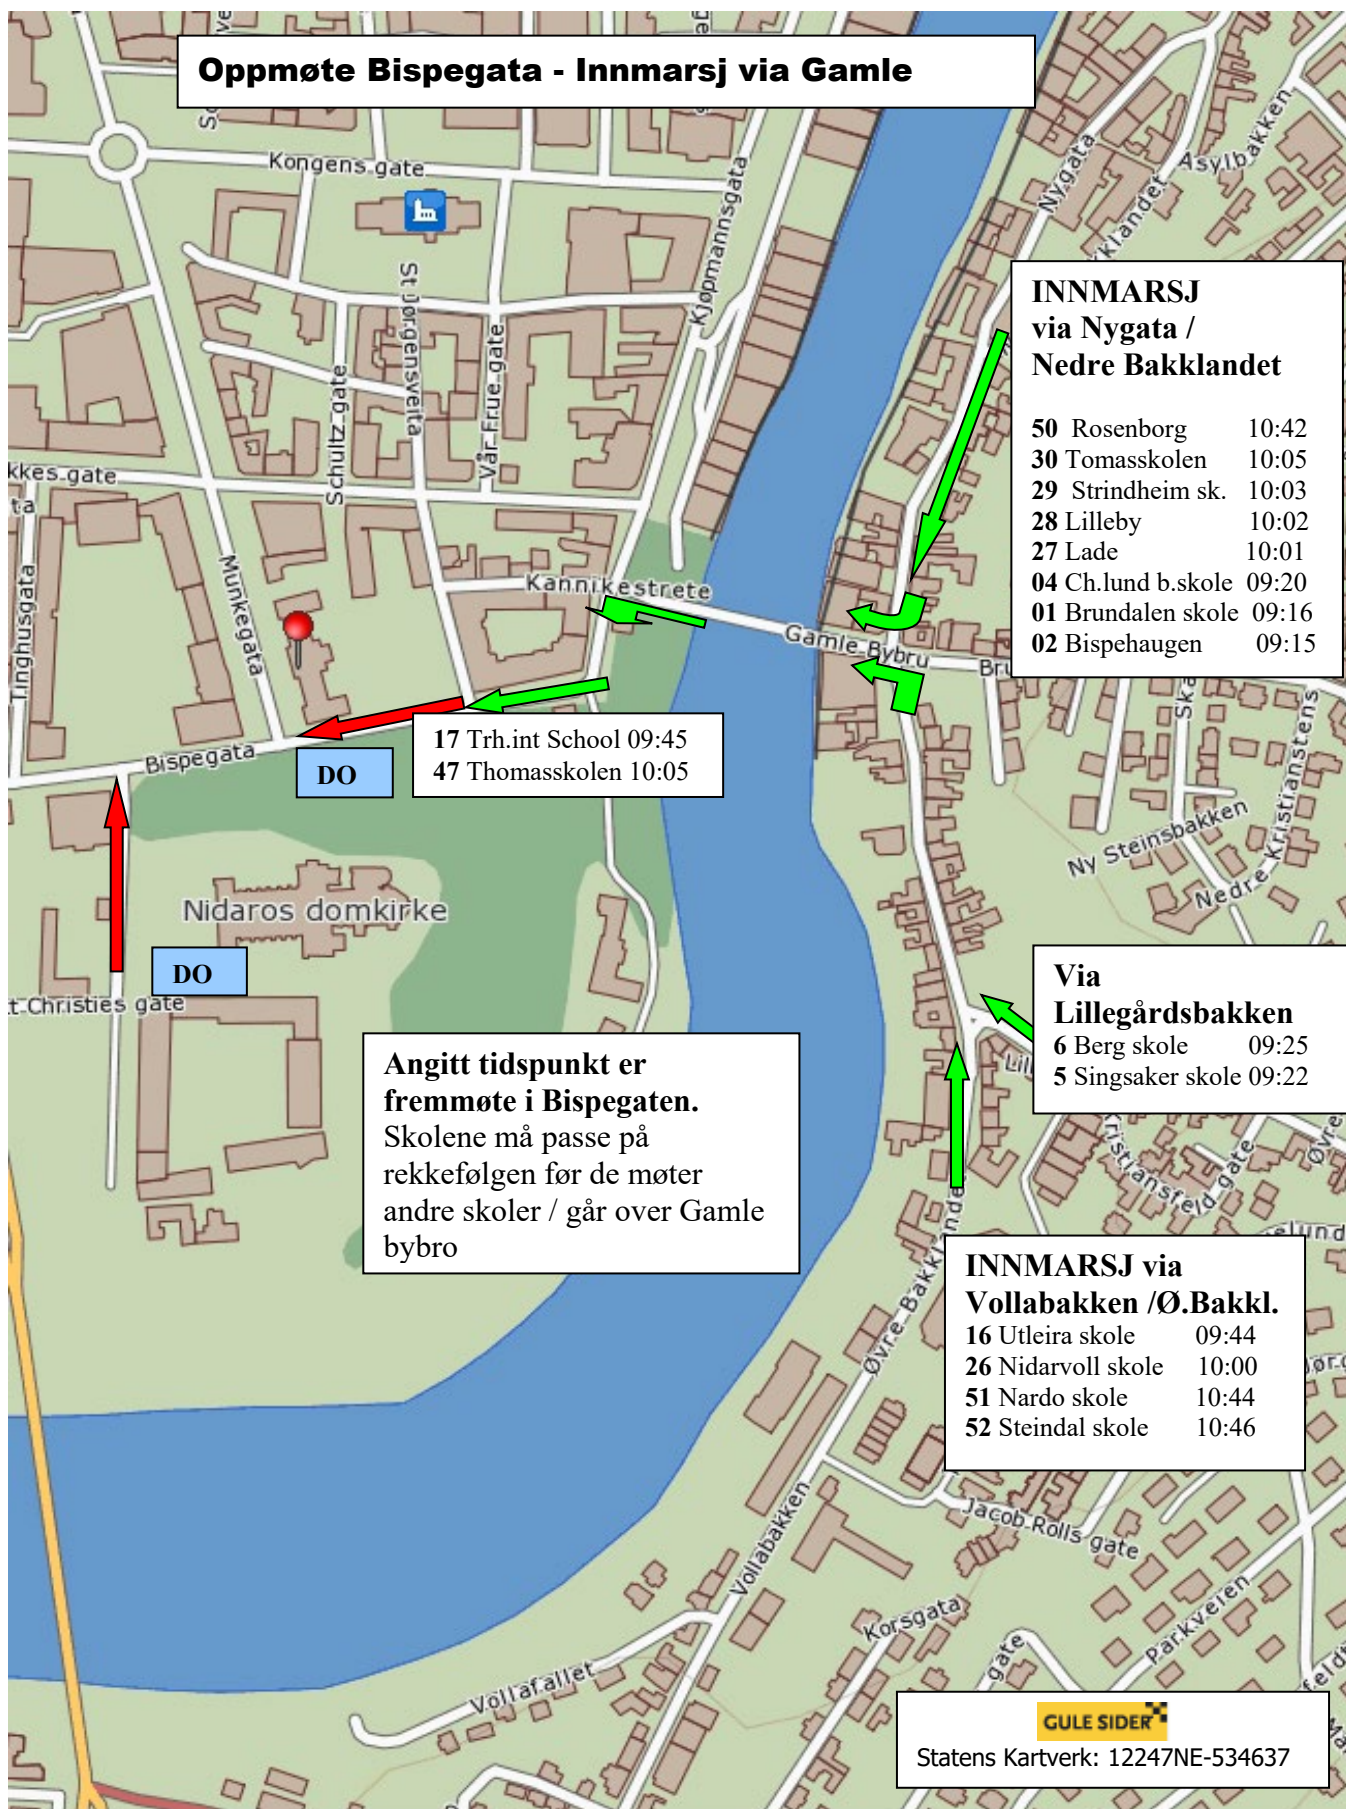 Oppmøte Bispegata - Innmarsj via Gamle
Kongens gate
Kjøpmannsgata
Nygata
Asylbakken
St Jørgensveita
Vår Frue gate
Schultz gate
kkes gate
ta
Tinghusgata
Munkegata
Kannikestrete
Gamle Bybru
Bru
INNMARSJ
via Nygata /
Nedre Bakklandet
50 Rosenborg 10:42
30 Tomasskolen 10:05
29 Strindheim sk. 10:03
28 Lilleby 10:02
27 Lade 10:01
04 Ch.lund b.skole 09:20
01 Brundalen skole 09:16
02 Bispehaugen 09:15
Ska
Nedre Kristianstens
Ny Steinsbakken
17 Trh.int School 09:45
47 Thomasskolen 10:05
Bispegata
DO
Nidaros domkirke
DO
t Christies gate
Via
Lillegårdsbakken
6 Berg skole 09:25
5 Singsaker skole 09:22
Lill
Kristiansfeld gate
Øvre
elund
Angitt tidspunkt er
fremmøte i Bispegaten.
Skolene må passe på
rekkefølgen før de møter
andre skoler / går over Gamle
bybro
INNMARSJ via
Vollabakken /Ø.Bakkl.
16 Utleira skole 09:44
26 Nidarvoll skole 10:00
51 Nardo skole 10:44
52 Steindal skole 10:46
Øvre Bakklandet
Jacob Rolls gate
Vollabakken
Korsgata
Parkveien
gate
Vollafallet
GULE SIDER
Statens Kartverk: 12247NE-534637